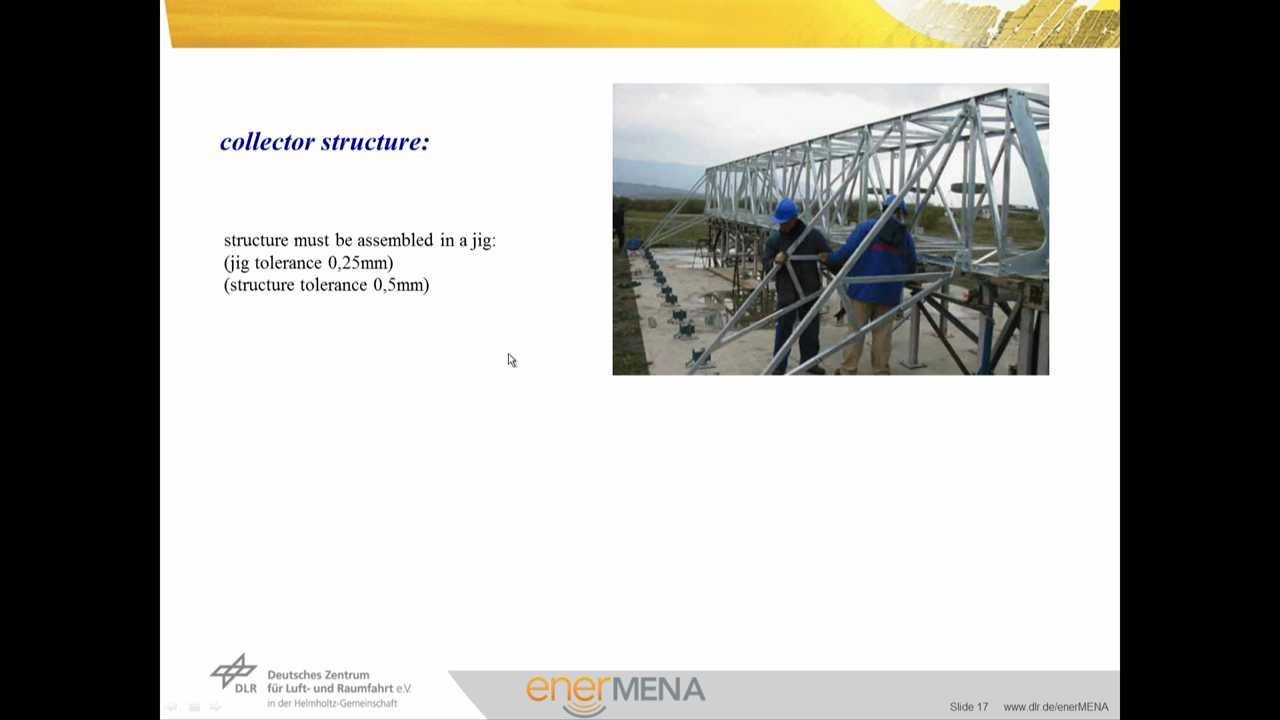 collector structure:
structure must be assembled in a jig:
(jig tolerance 0,25mm)
(structure tolerance 0,5mm)
DLR
Deutsches Zentrum
für Luft- und Raumfahrt e.V.
in der Helmholtz-Gemeinschaft
enerMENA
Slide 17 www.dlr.de/enerMENA